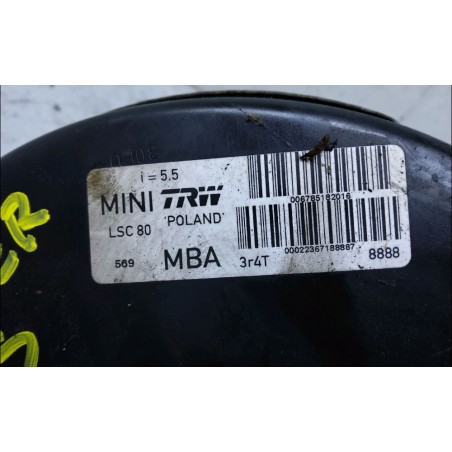 i = 5.5
MINI TRW
006785182016
LSC 80 'POLAND'
00022367188887
569 MBA 3r4T 8888